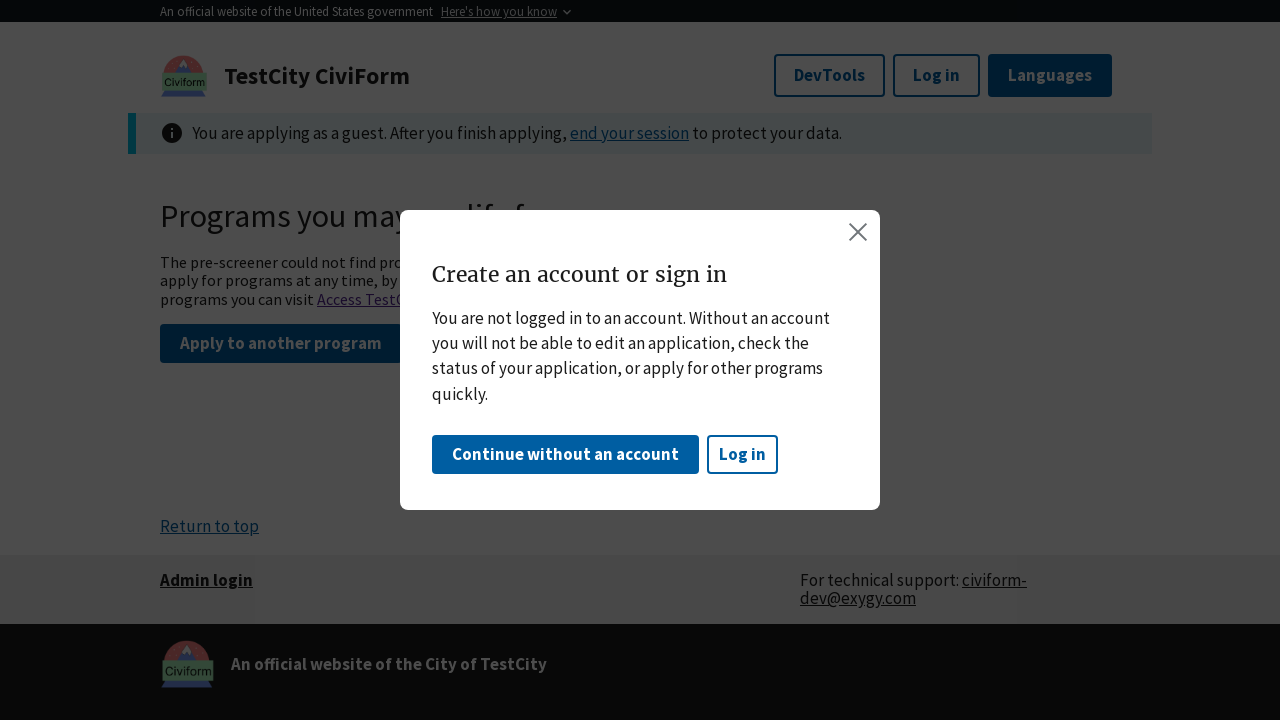 An official website of the United States government Here's how you know
Civiform
TestCity CiviForm
DevTools
Log in
Languages
You are applying as a guest. After you finish applying, end your session to protect your data.
Programs you may
The pre-screener could not find
apply for programs at any time, by
programs you can visit Access
Apply to another program
Create an account or sign in
You are not logged in to an account. Without an account
you will not be able to edit an application, check the
status of your application, or apply for other programs
quickly.
Continue without an account
Log in
Return to top
Admin login
For technical support: civiform-
dev@exygy.com
Civiform
An official website of the City of TestCity